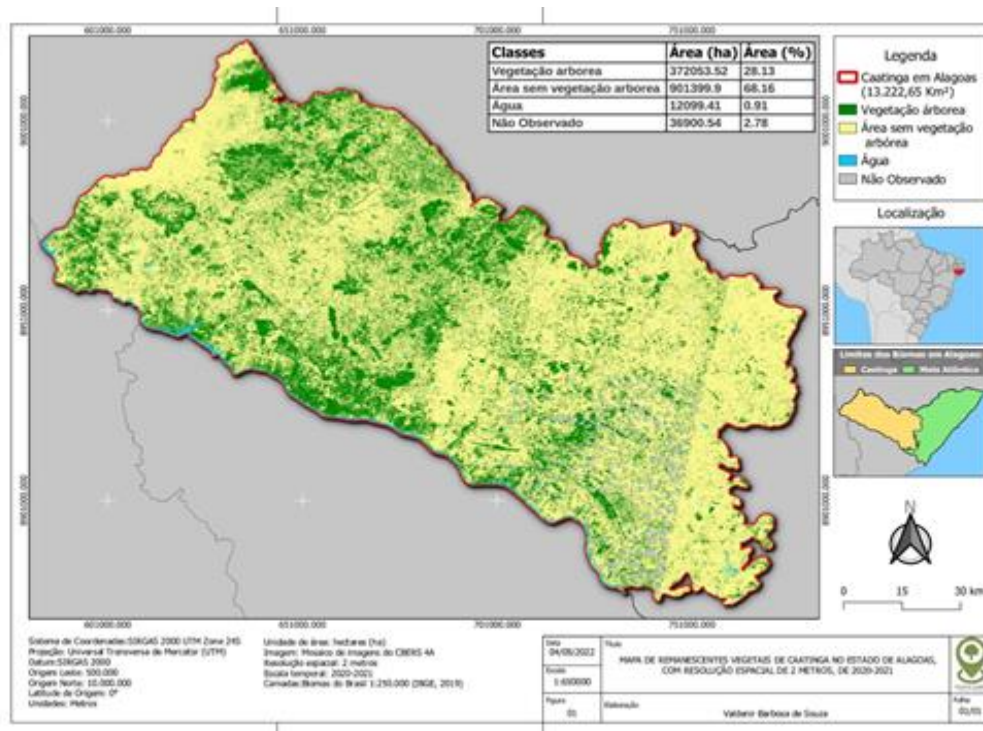 601000.000 651000.000 701000.000 751000.000
Classes Área (ha) Área (%)
Vegetação arborea 372053.52 28.13
Área sem vegetação arborea 901399.9 68.16
Água 12099.41 0.91
Não Observado 36900.54 2.78
Legenda
Caatinga em Alagoas
(13.222,65 Km²)
Vegetação árborea
Área sem vegetação
arbórea
Água
Não Observado
Localização
Limites dos Biomas em Alagoas
Caatinga Mata Atlântica
N
0 15 30 km
601000.000 651000.000 701000.000 751000.000
Sistema de Coordenadas:SIRGAS 2000 UTM Zone 24S
Projeção: Universal Transversa de Mercator (UTM)
Datum:SIRGAS 2000
Origem Leste: 500.000
Origem Norte: 10.000.000
Latitude de Origem: 0°
Unidades: Metros
Unidade de área: hectares (ha)
Imagem: Mosaico de imagens do CBERS 4A
Resolução espacial: 2 metros
Escala temporal: 2020-2021
Camadas:Biomas do Brasil 1:250.000 (IBGE, 2019)
Data
04/05/2022
Escala
1:650000
Figura
01
Título
MAPA DE REMANESCENTES VEGETAIS DE CAATINGA NO ESTADO DE ALAGOAS,
COM RESOLUÇÃO ESPACIAL DE 2 METROS, DE 2020-2021
Elaboração
Valdenir Barbosa de Souza
Folha
01/01